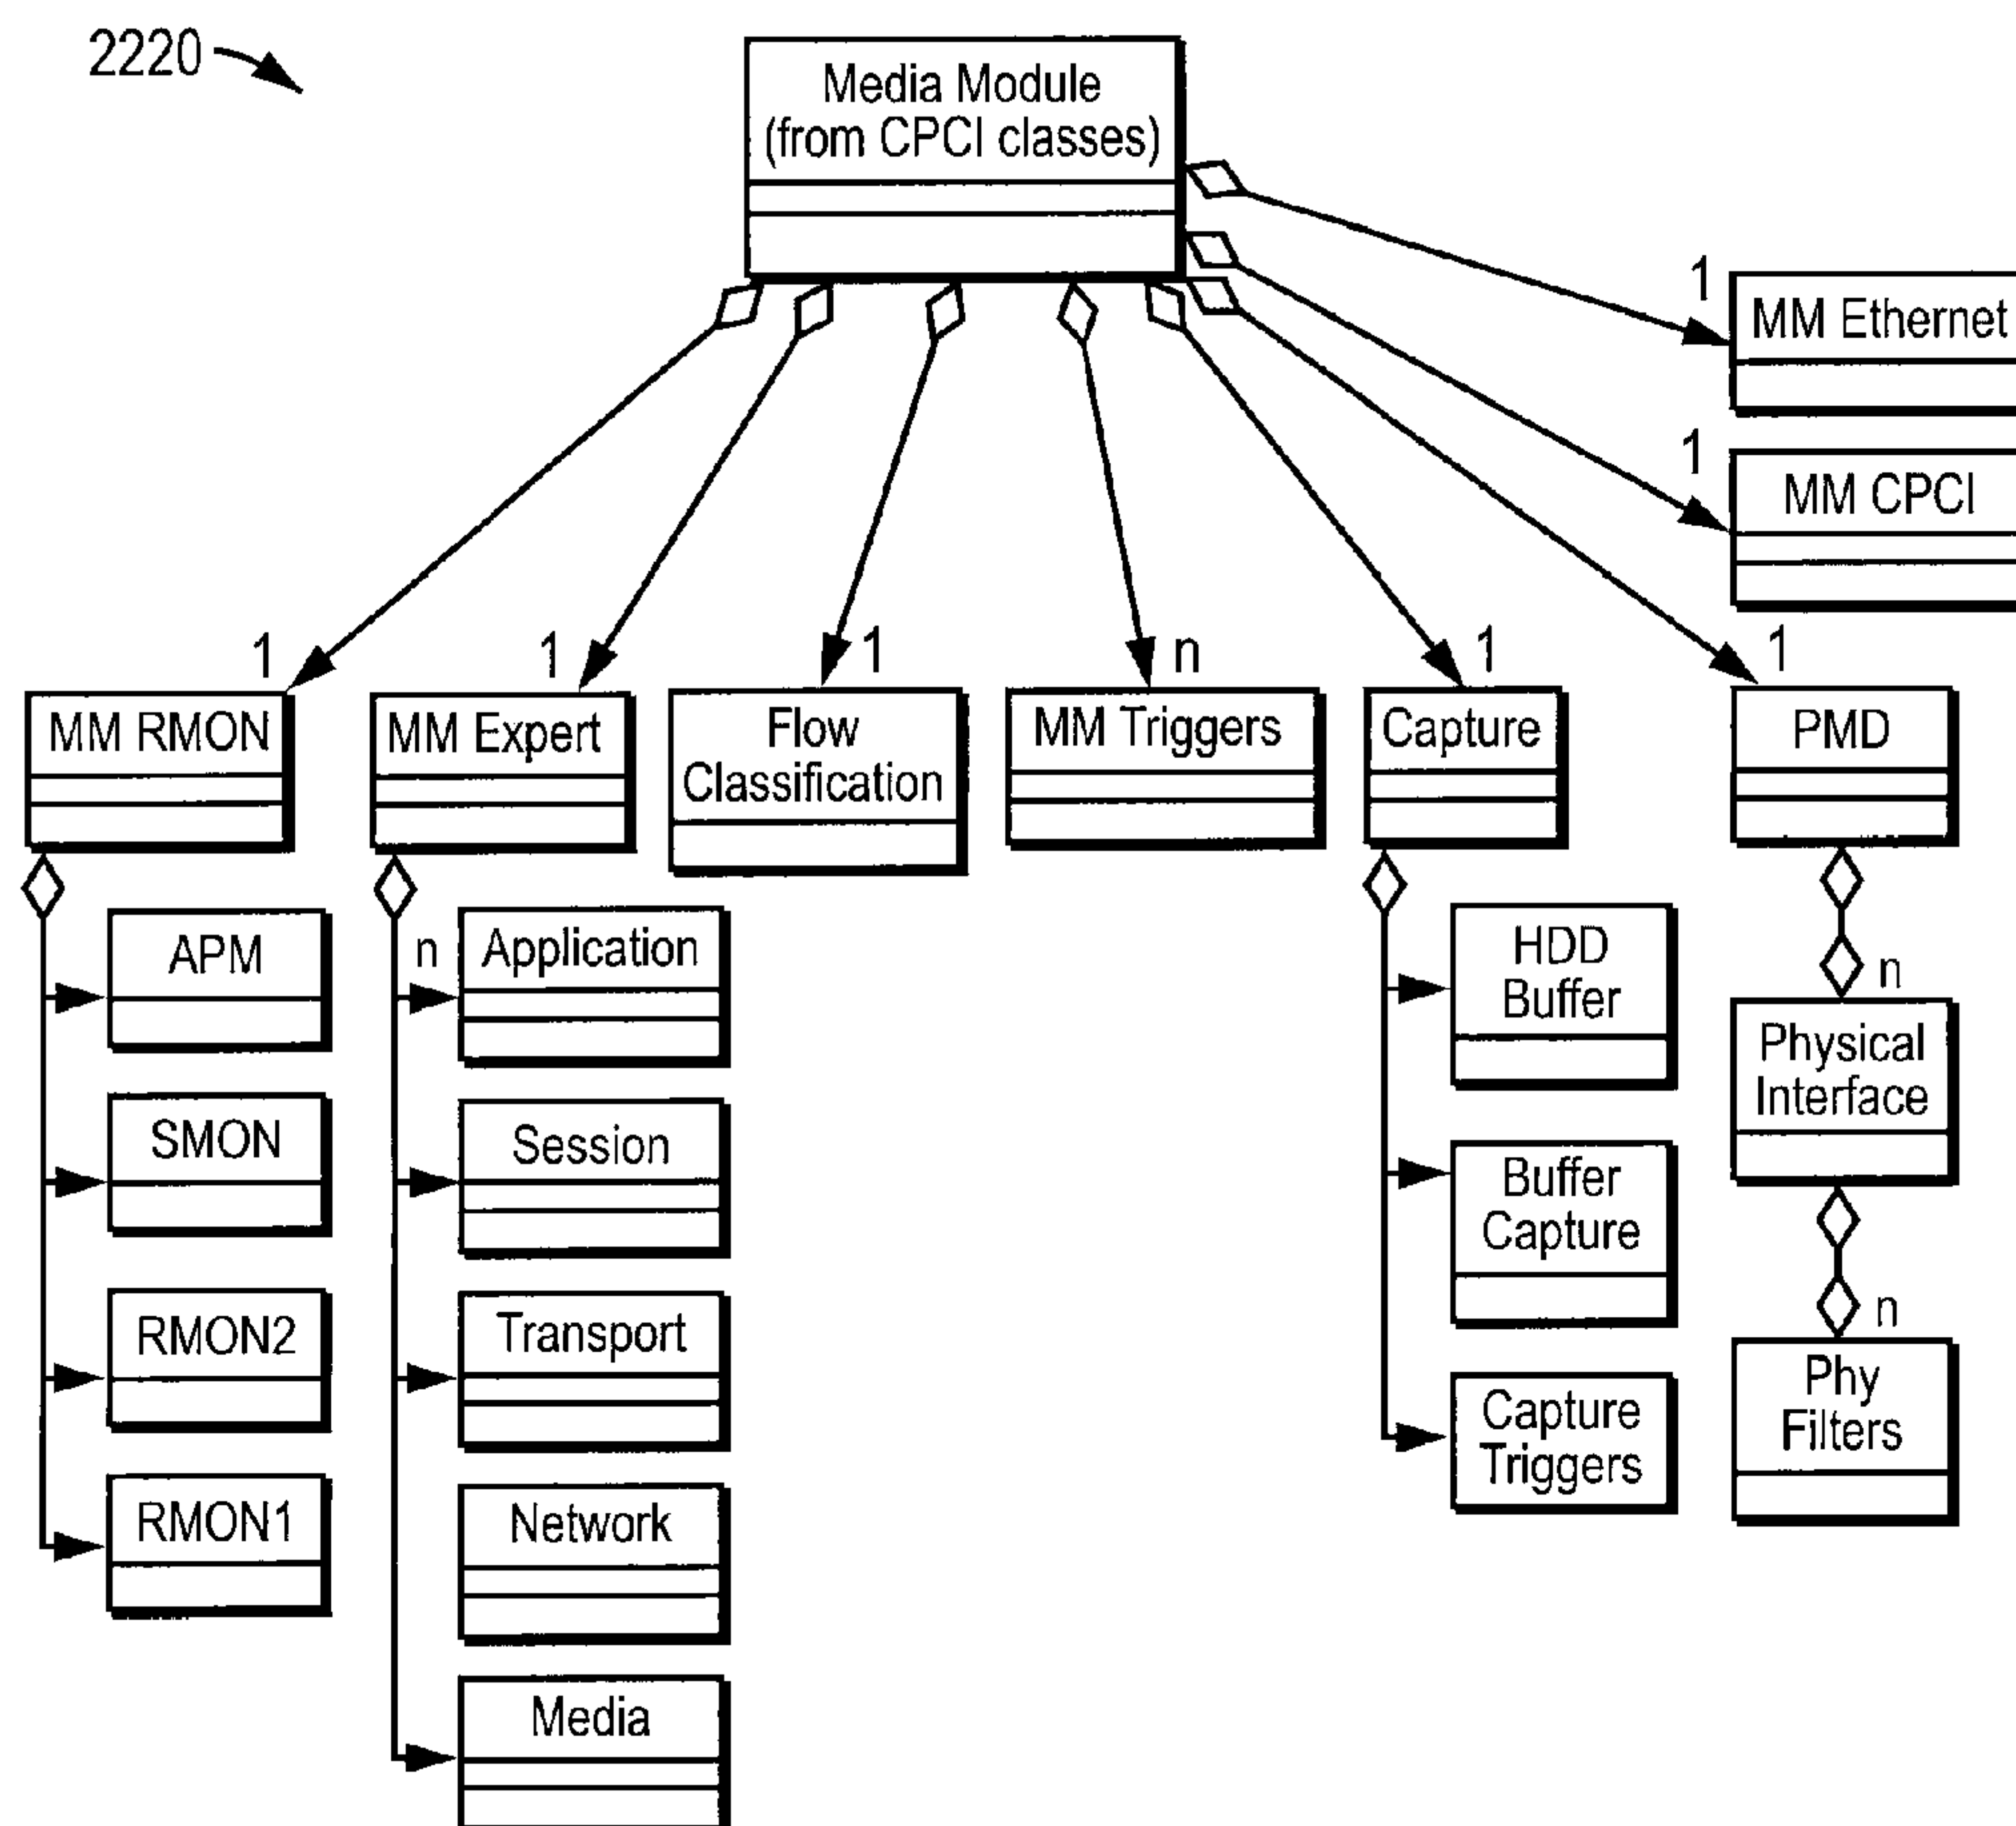 2220
Media Module
(from CPCI classes)
1
MM Ethernet
1
MM CPCI
1
1
1
n
1
1
MM RMON
MM Expert
Flow
Classification
MM Triggers
Capture
PMD
APM
SMON
RMON2
RMON1
n
Application
Session
Transport
Network
Media
HDD
Buffer
Buffer
Capture
Capture
Triggers
n
Physical
Interface
n
Phy
Filters